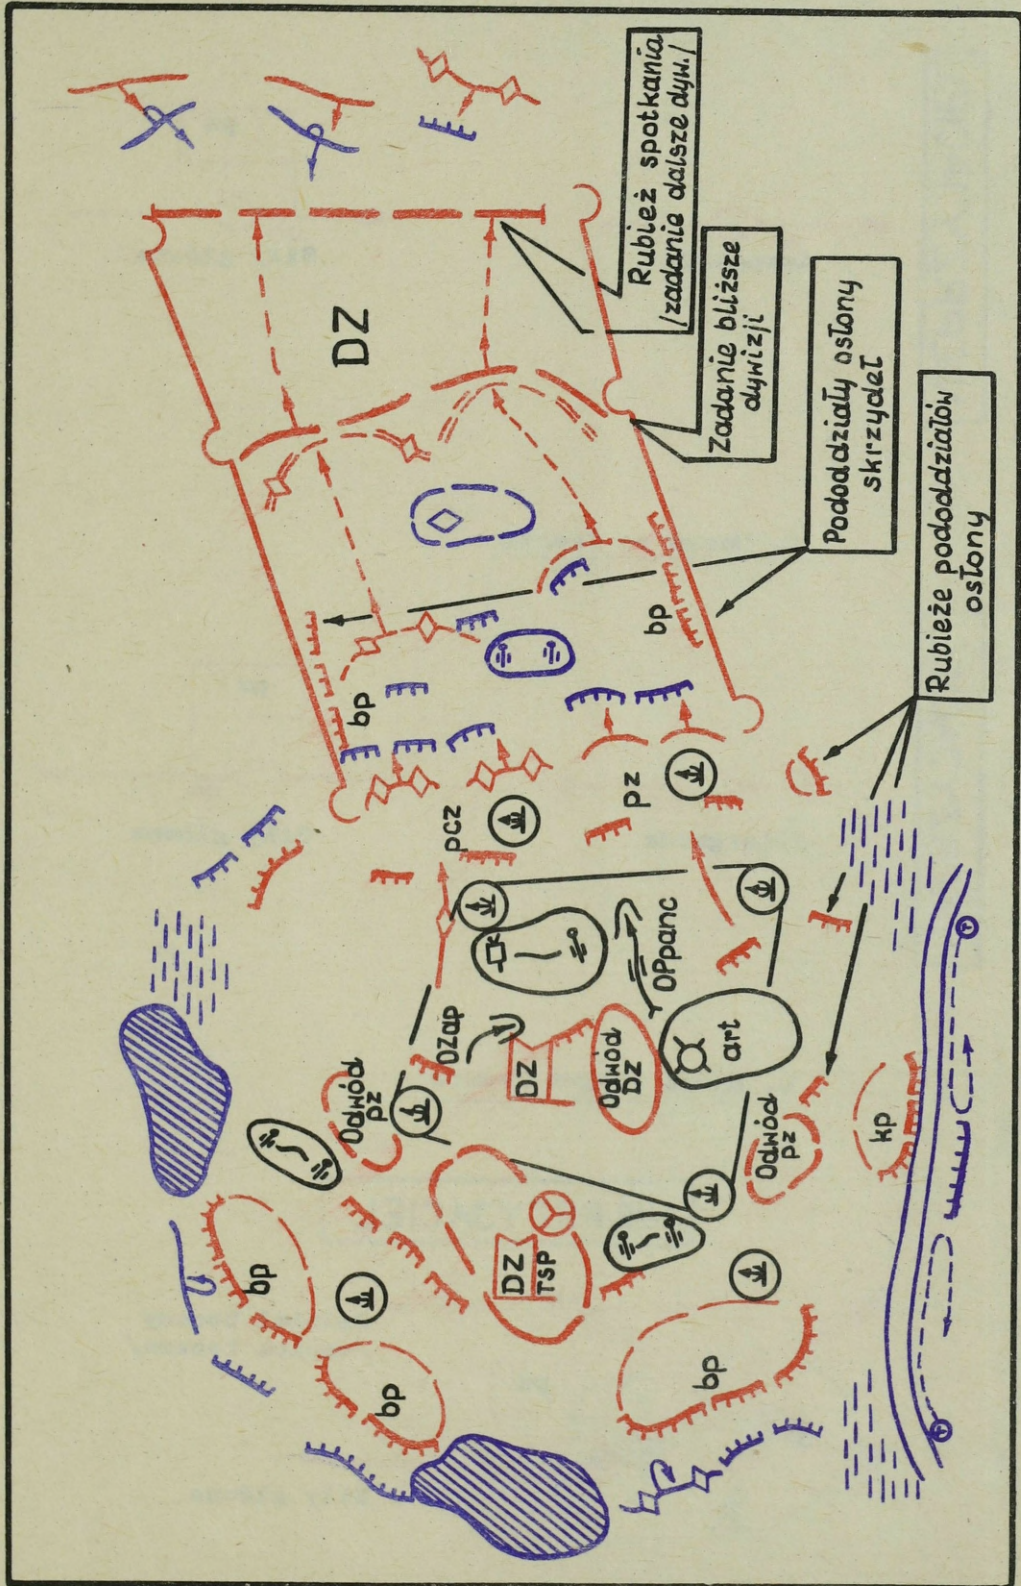 Rubież spotkania
/zadanie dalsze dyw./
Zadanie bliższe
dywizji
Pododdziały osłony
skrzydeł
Rubieże pododdziałów
osłony
DZ
bp
bp
pcz
pz
OZap
OPpanc
DZ
Odwód
DZ
art
Odwód
pz
Odwód
pz
kp
DZ
TSP
bp
bp
bp